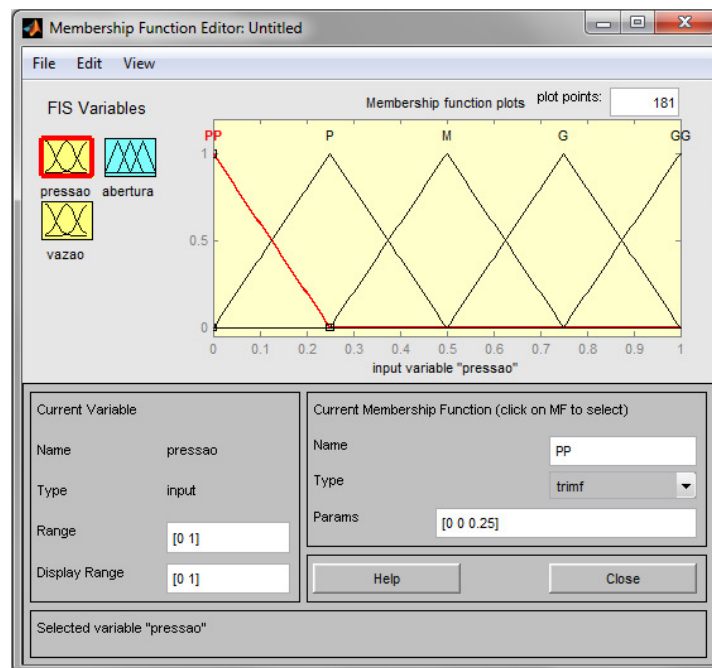 Membership Function Editor: Untitled
File Edit View
FIS Variables
Membership function plots plot points: 181
pressao abertura
vazao
PP P M G GG
1
0.5
0
0 0.1 0.2 0.3 0.4 0.5 0.6 0.7 0.8 0.9 1
input variable "pressao"
Current Variable
Name pressao
Type input
Range [0 1]
Display Range [0 1]
Current Membership Function (click on MF to select)
Name PP
Type trimf
Params [0 0 0.25]
Help Close
Selected variable "pressao"